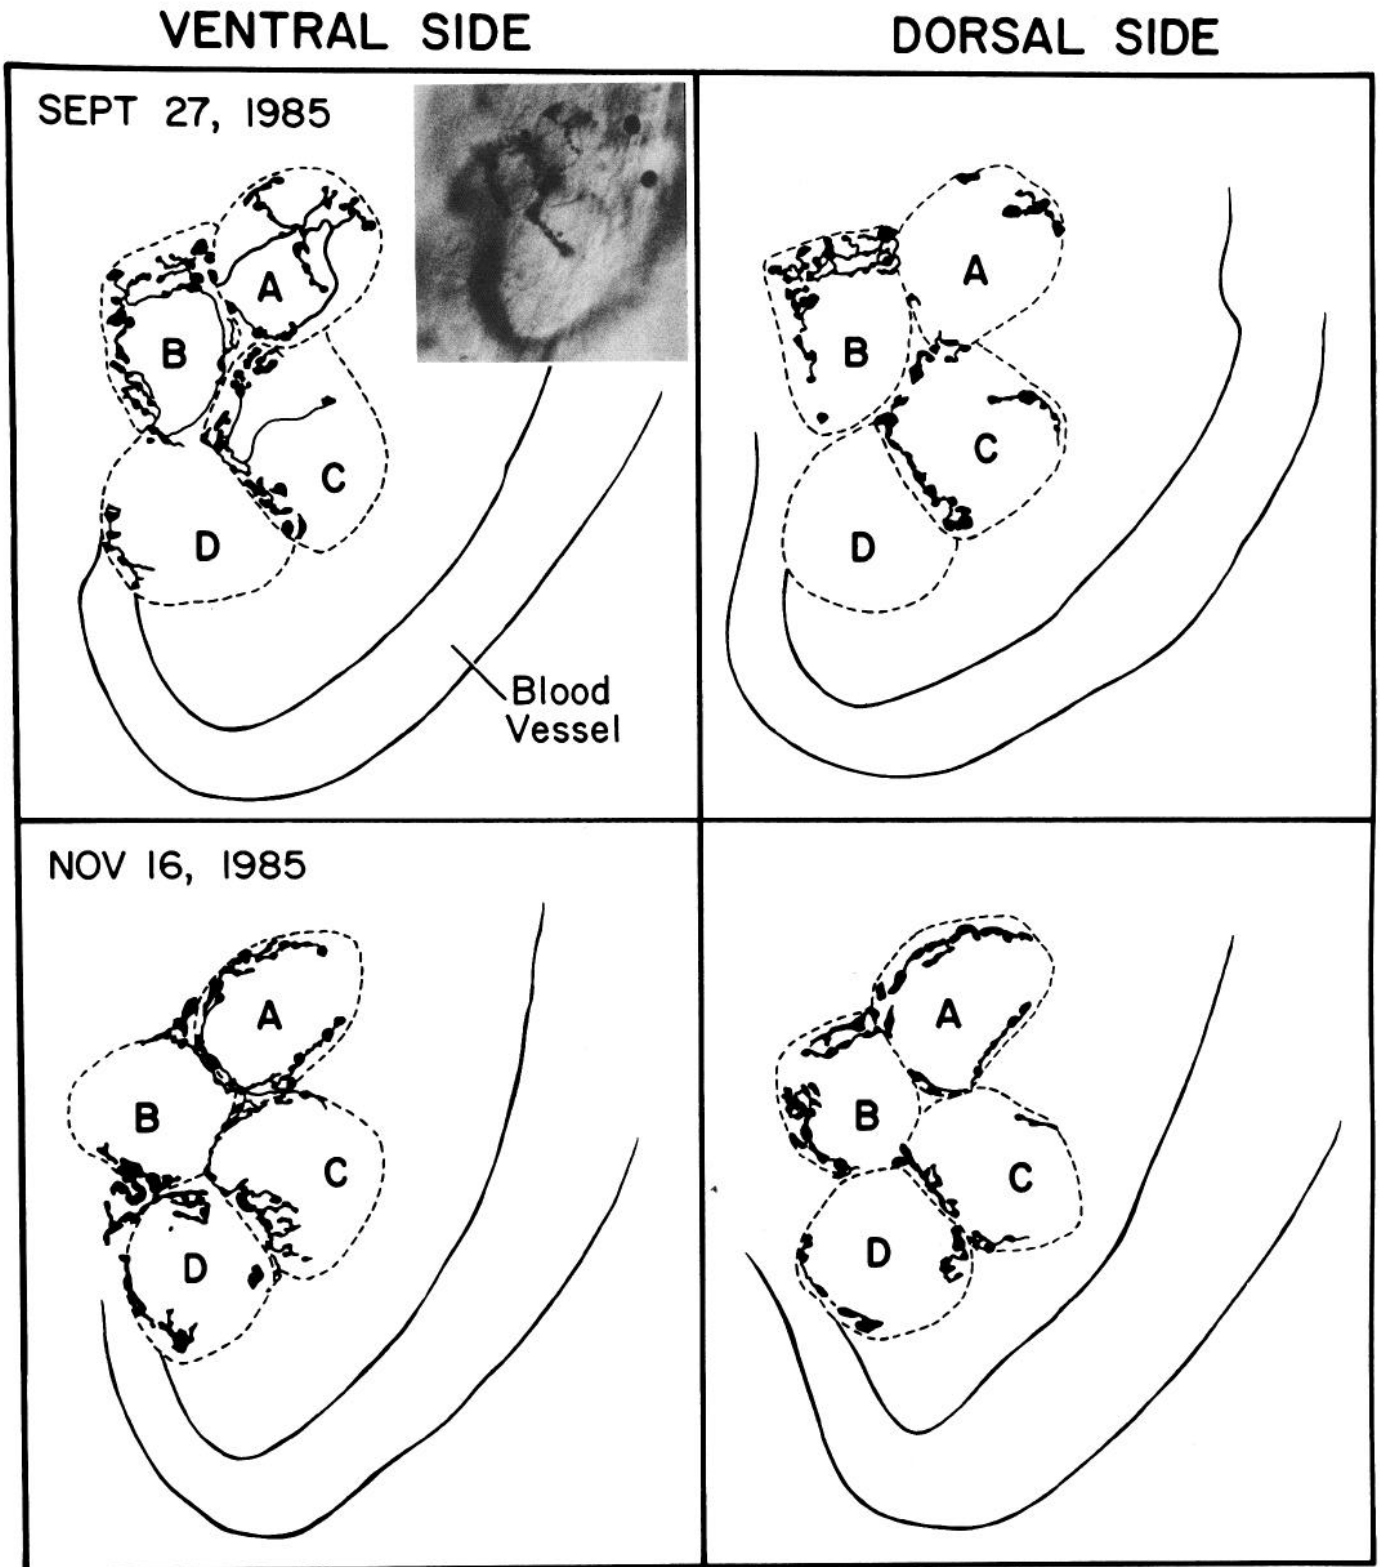 VENTRAL SIDE
DORSAL SIDE
SEPT 27, 1985
A
B
C
D
Blood
Vessel
A
B
C
D
NOV 16, 1985
A
B
C
D
A
B
C
D